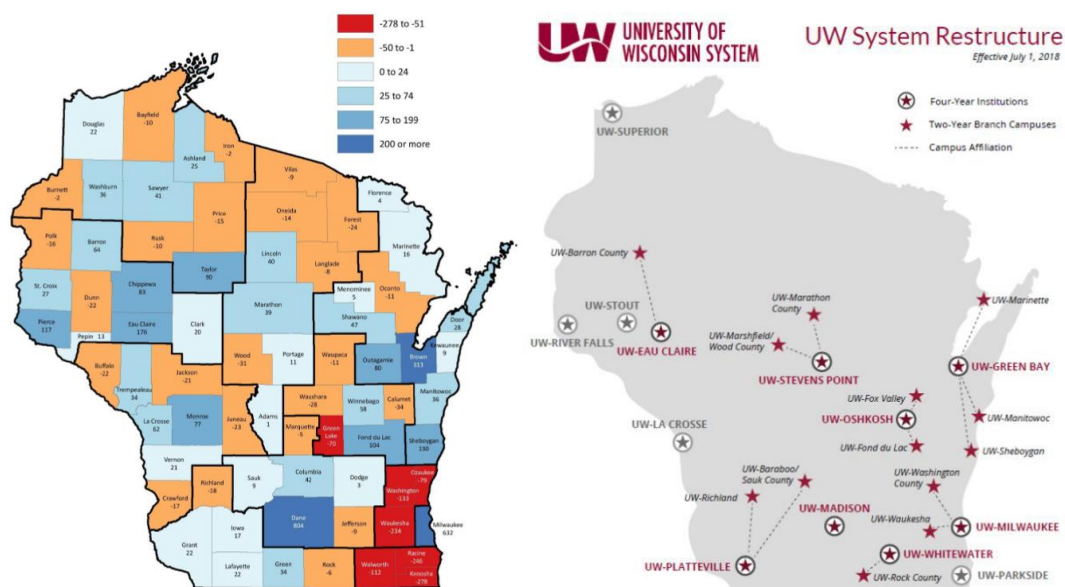 -278 to -51
-50 to -1
0 to 24
25 to 74
75 to 199
200 or more
Douglas
22
Bayfield
-10
Iron
-2
Ashland
25
Vilas
-9
Burnett
-2
Washburn
36
Sawyer
41
Florence
4
Price
-15
Oneida
-14
Forest
-24
Polk
-16
Barron
64
Rusk
-10
Marinette
16
Lincoln
40
Langlade
-8
Taylor
90
St. Croix
27
Dunn
-22
Chippewa
83
Menominee
5
Oconto
-11
Marathon
39
Shawano
47
Door
28
Pierce
117
Pepin 13
Eau Claire
176
Clark
20
Kewaunee
9
Wood
-31
Portage
11
Waupaca
-11
Outagamie
80
Brown
313
Buffalo
-22
Trempealeau
34
Jackson
-21
Waushara
-28
Winnebago
58
Calumet
-34
Manitowoc
36
La Crosse
62
Monroe
77
Juneau
-23
Adams
1
Marquette
-5
Green
Lake
-70
Fond du Lac
104
Sheboygan
130
Vernon
21
Richland
-18
Sauk
9
Columbia
42
Dodge
3
Ozaukee
-79
Washington
-133
Crawford
-17
Iowa
17
Dane
804
Jefferson
-9
Waukesha
-234
Milwaukee
632
Grant
22
Lafayette
22
Green
34
Rock
-6
Walworth
-112
Racine
-246
Kenosha
-278
UW UNIVERSITY OF
WISCONSIN SYSTEM
UW System Restructure
Effective July 1, 2018
Four-Year Institutions
Two-Year Branch Campuses
Campus Affiliation
UW-SUPERIOR
UW-Barron County
UW-STOUT
UW-RIVER FALLS
UW-EAU CLAIRE
UW-Marathon
County
UW-Marshfield/
Wood County
UW-STEVENS POINT
UW-Marinette
UW-GREEN BAY
UW-Fox Valley
UW-OSHKOSH
UW-Manitowoc
UW-LA CROSSE
UW-Fond du Lac
UW-Sheboygan
UW-Baraboo/
Sauk County
UW-Washington
County
UW-Richland
UW-MADISON
UW-Waukesha
UW-MILWAUKEE
UW-WHITEWATER
UW-PLATTEVILLE
UW-Rock County
UW-PARKSIDE